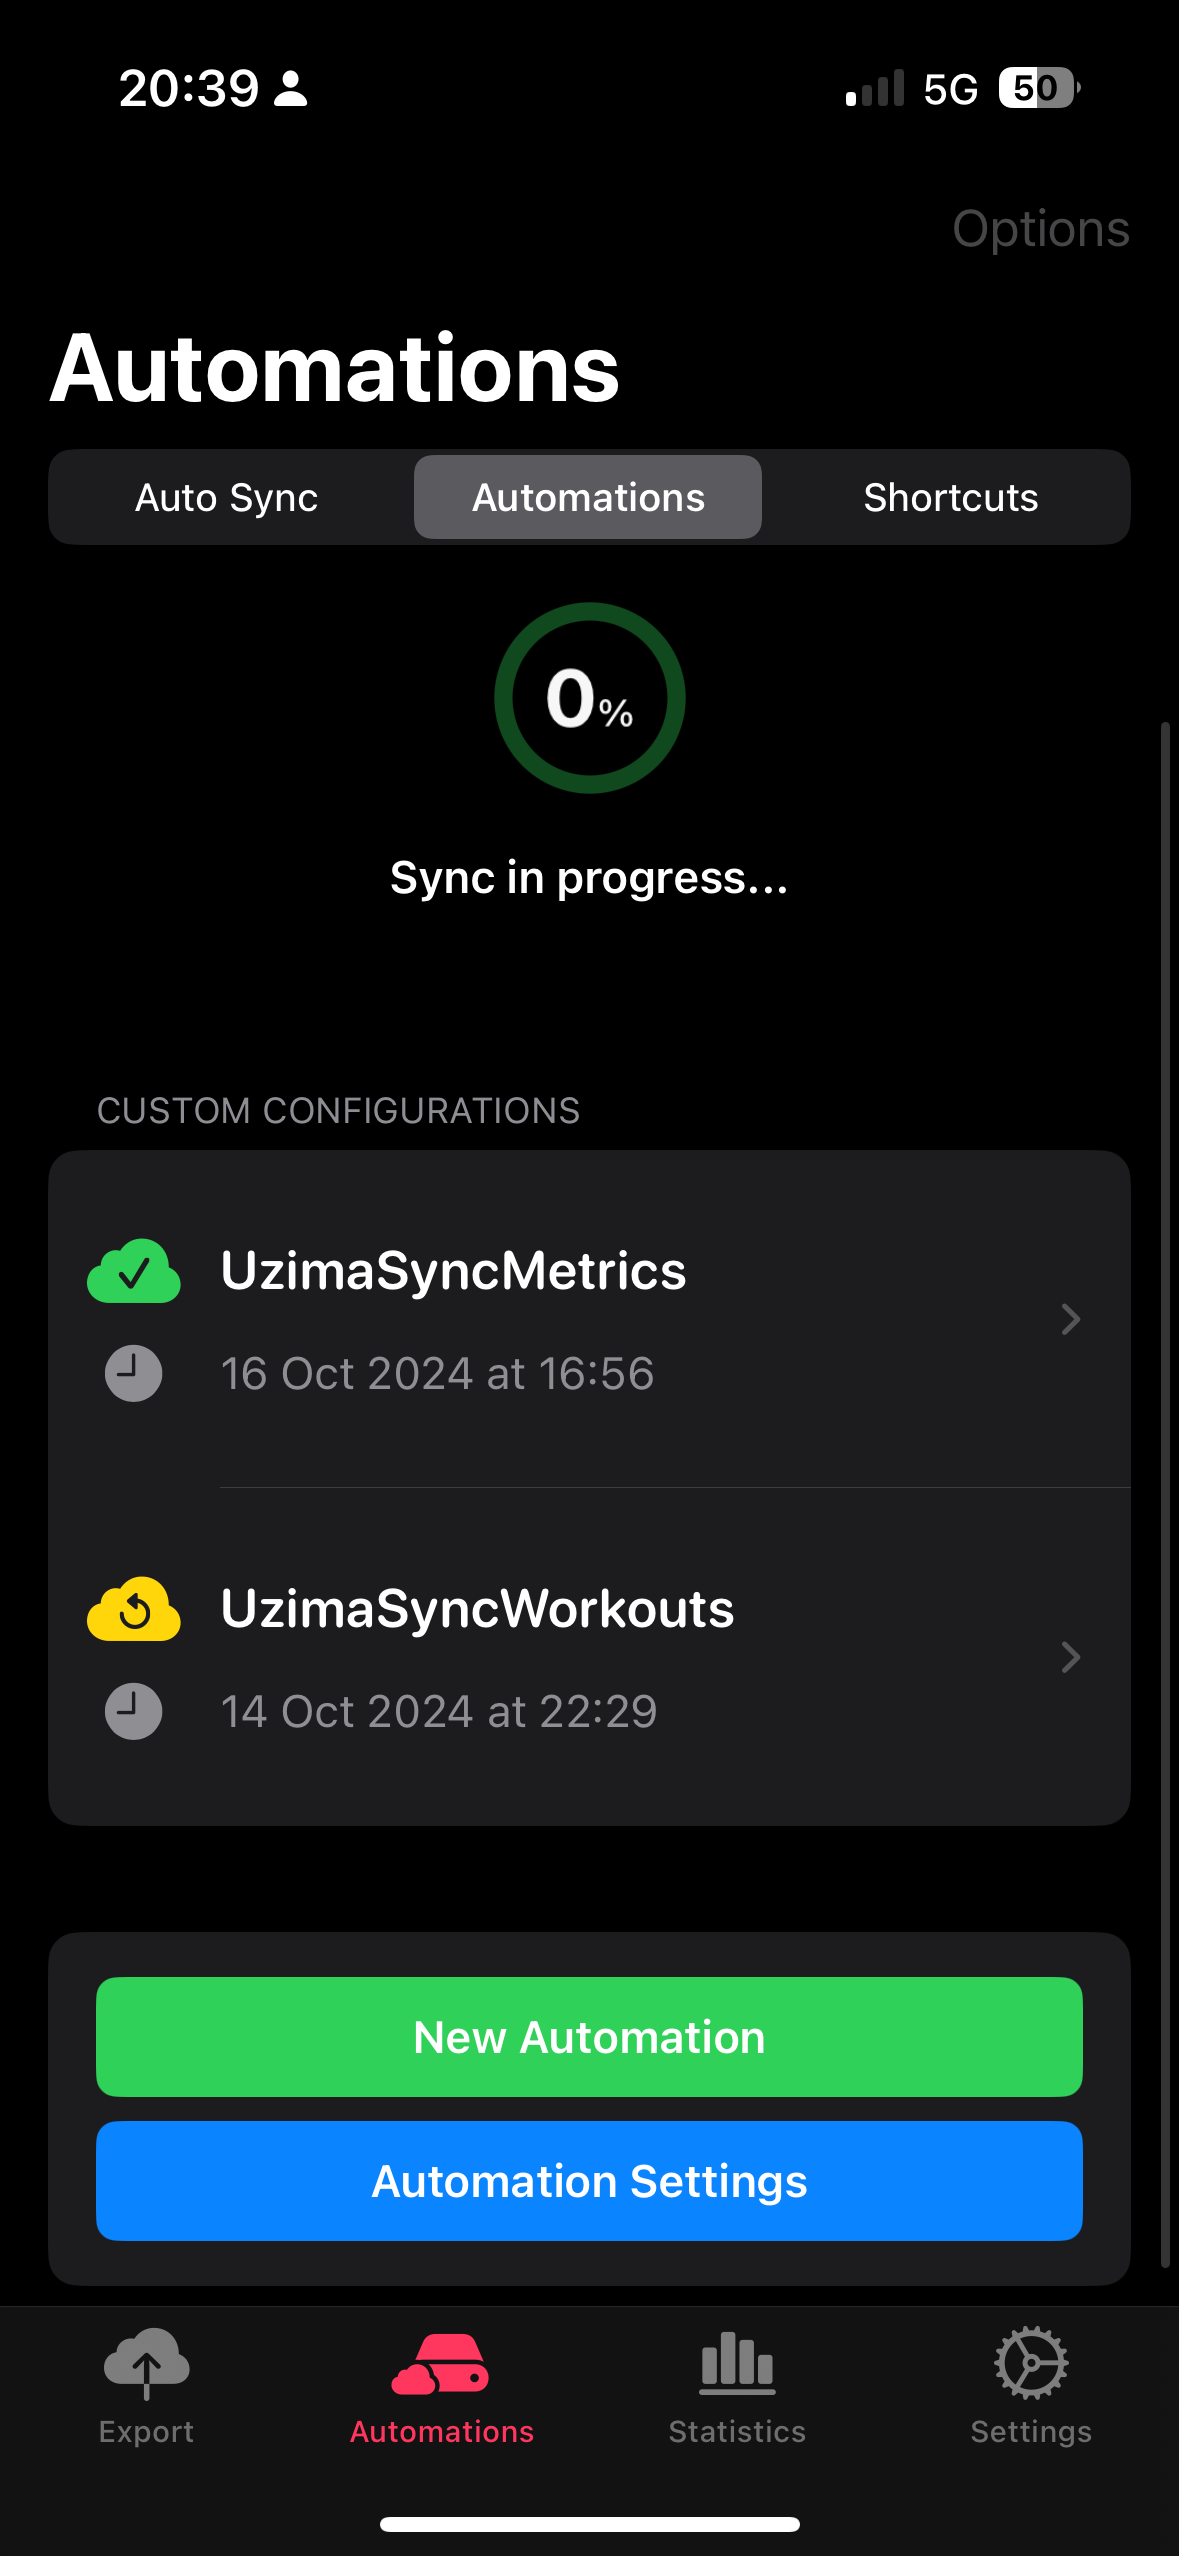 20:39
5G
50
Options
Automations
Auto Sync
Automations
Shortcuts
0%
Sync in progress...
CUSTOM CONFIGURATIONS
UzimaSyncMetrics
16 Oct 2024 at 16:56
UzimaSyncWorkouts
14 Oct 2024 at 22:29
New Automation
Automation Settings
Export
Automations
Statistics
Settings